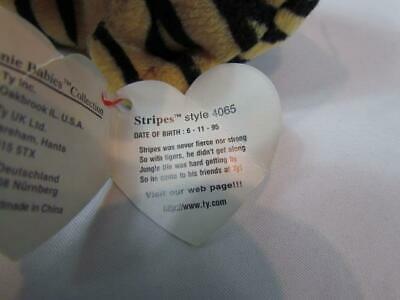 nie Babies™ Collection
Ty Inc.
Oakbrook IL. U.S.A.
Ty UK Ltd.
reham, Hants
15 5TX
Deutschland
08 Nürnberg
made in China
Stripes™ style 4065
DATE OF BIRTH : 6 - 11 - 95
Stripes was never fierce nor strong
So with tigers, he didn't get along
Jungle life was hard getting by
So he came to his friends at Ty!
Visit our web page!!!
http://www.ty.com